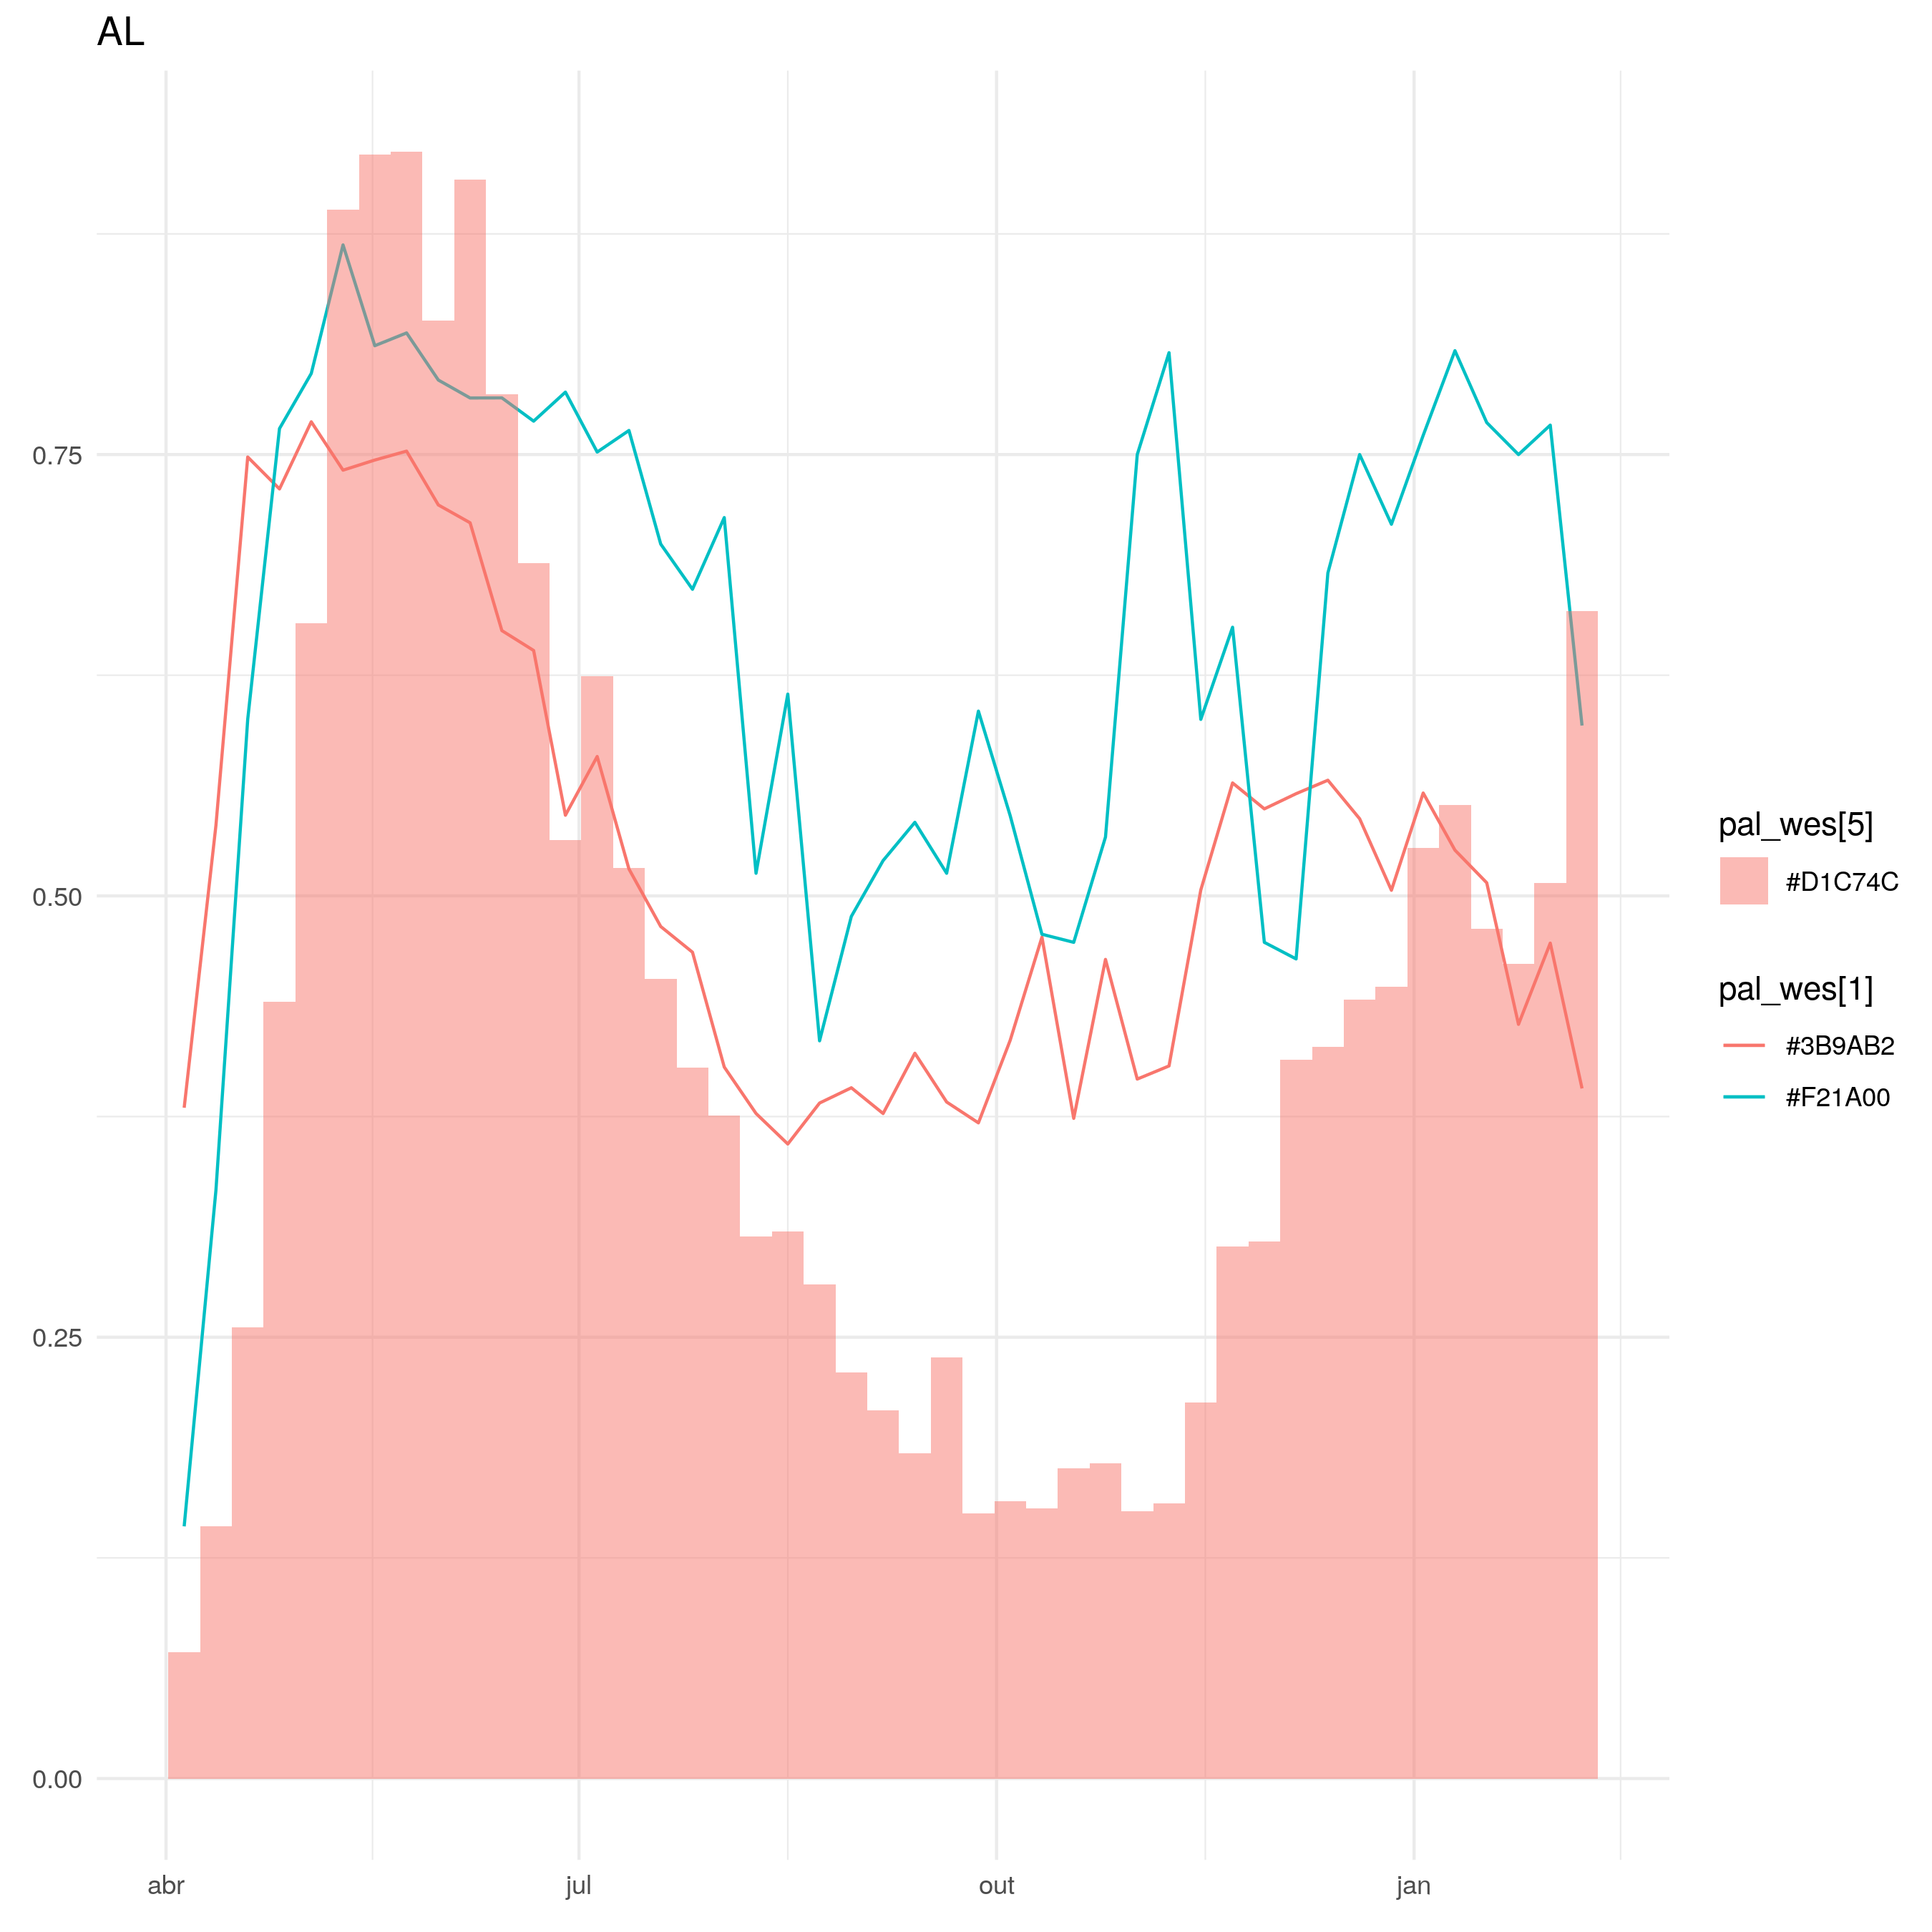 AL
0.75
0.50
0.25
0.00
abr
jul
out
jan
pal_wes[5]
#D1C74C
pal_wes[1]
#3B9AB2
#F21A00